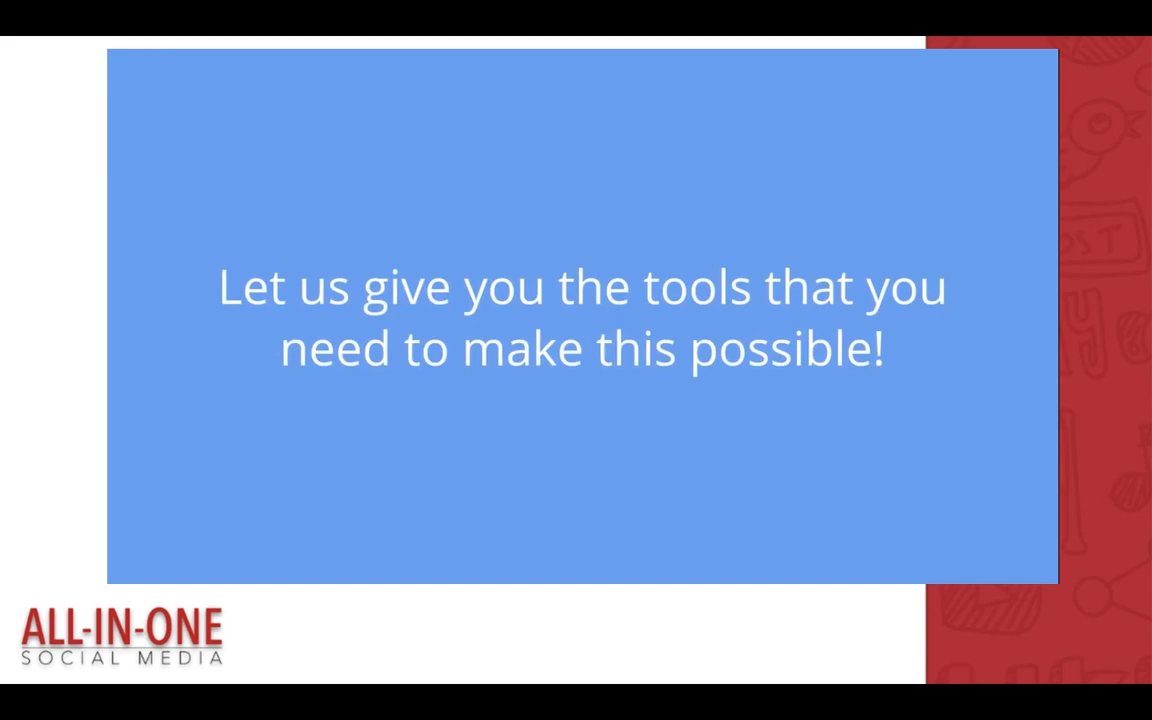 Let us give you the tools that you
need to make this possible!
ALL-IN-ONE
SOCIAL MEDIA